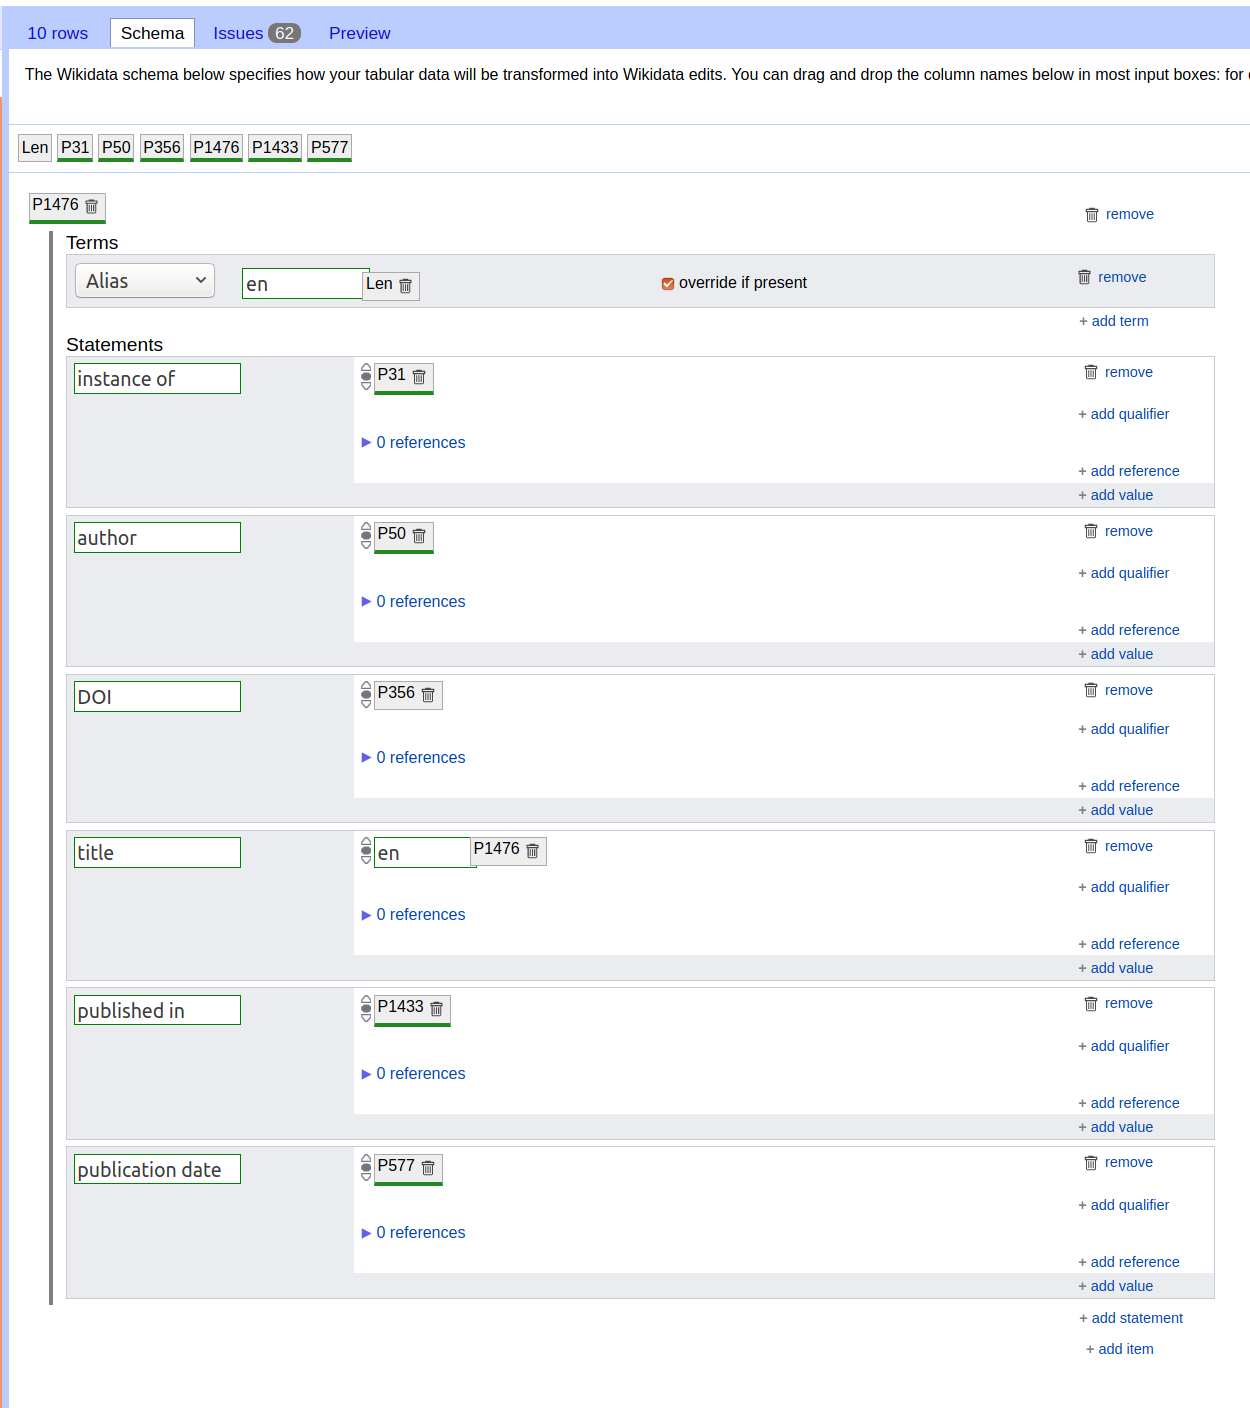 10 rows Schema Issues 62 Preview
The Wikidata schema below specifies how your tabular data will be transformed into Wikidata edits. You can drag and drop the column names below in most input boxes: for
Len P31 P50 P356 P1476 P1433 P577
P1476 remove
Terms
Alias en Len override if present remove
+ add term
Statements
instance of P31 remove
+ add qualifier
0 references
+ add reference
+ add value
author P50 remove
+ add qualifier
0 references
+ add reference
+ add value
DOI P356 remove
+ add qualifier
0 references
+ add reference
+ add value
title en P1476 remove
+ add qualifier
0 references
+ add reference
+ add value
published in P1433 remove
+ add qualifier
0 references
+ add reference
+ add value
publication date P577 remove
+ add qualifier
0 references
+ add reference
+ add value
+ add statement
+ add item